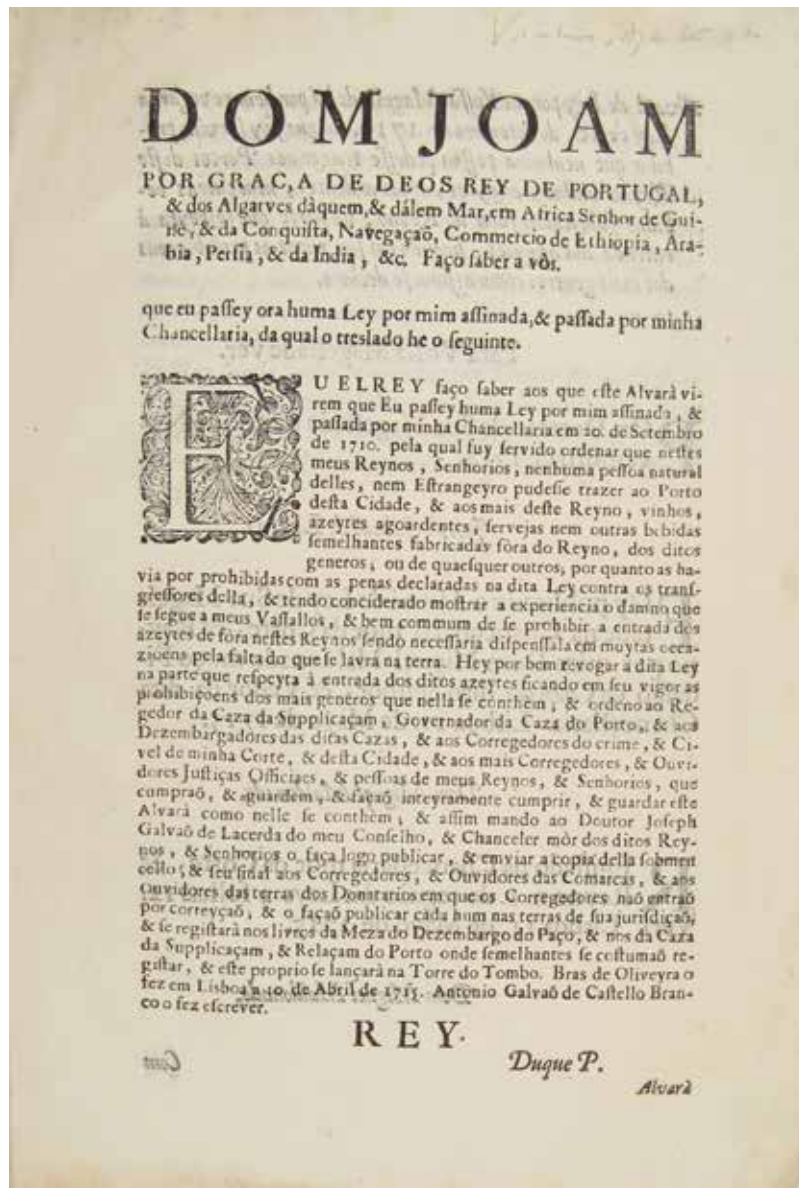 DOM JOAM
POR GRAC,A DE DEOS REY DE PORTUGAL,
& dos Algarves dàquem,& dálem Mar,em Africa Senhor de Gui-
nè, & da Conquiſta, Navegaçaõ, Commercio de Ethiopia, Ara-
bia, Perſia, & da India, &c. Faço ſaber a vòs.
que eu paſſey ora huma Ley por mim aſſinada,& paſſada por minha
Chancellaria, da qual o treslado he o ſeguinte.
EU ELREY faço ſaber aos que eſte Alvarà vi-
rem que Eu paſſey huma Ley por mim aſſinada, &
paſſada por minha Chancellaria em 20. de Setembro
de 1710. pela qual fuy ſervido ordenar que neſtes
meus Reynos, Senhorios, nenhuma peſſoa natural
delles, nem Eſtrangeyro pudeſſe trazer ao Porto
deſta Cidade, & aos mais deſte Reyno, vinhos,
azeytes agoardentes, ſervejas nem outras bebidas
ſemelhantes fabricadas fòra do Reyno, dos ditos
generos, ou de quaeſquer outros, por quanto as ha-
via por prohibidas com as penas declaradas na dita Ley contra os tranſ-
greſſores della, & tendo conciderado moſtrar a experiencia o damno que
ſe ſegue a meus Vaſſallos, & bem commum de ſe prohibir a entrada dos
azeytes de fóra neſtes Reynos ſendo neceſſaria diſpenſſala em muytas occa-
zioens pela falta do que ſe lavra na terra. Hey por bem revogar a dita Ley
na parte que reſpeyta à entrada dos ditos azeytes ficando em ſeu vigor as
prohibiçoens dos mais generos que nella ſe conthèm, & ordeno ao Re-
gedor da Caza da Supplicaçam, Governador da Caza do Porto, & aos
Dezembargadores das ditas Cazas, & aos Corregedores do crime, & Ci-
vel de minha Corte, & deſta Cidade, & aos mais Corregedores, & Ouvi-
dores Juſtiças Officiaes, & peſſoas de meus Reynos, & Senhorios, que
cumpraõ, & guardem, & façaõ inteyramente cumprir, & guardar eſte
Alvarà como nelle ſe conthèm, & aſſim mando ao Doutor Joſeph
Galvaõ de Lacerda do meu Conſelho, & Chanceler mòr dos ditos Rey-
nos, & Senhorios o faça logo publicar, & emviar a copia della ſobmeu
cello, & ſeu ſinal aos Corregedores, & Ouvidores das Comarcas, & aos
Ouvidores das terras dos Donatarios em que os Corregedores naõ entraõ
por correyçaõ, & o façaõ publicar cada hum nas terras de ſua juriſdiçaõ,
& ſe regiſtarà nos livros da Meza do Dezembargo do Paço, & nos da Caza
da Supplicaçam, & Relaçam do Porto onde ſemelhantes ſe coſtumaõ re-
giſtar, & eſte proprio ſe lançarà na Torre do Tombo. Bras de Oliveyra o
fez em Lisboa a 10. de Abril de 1715. Antonio Galvaõ de Caſtello Bran-
co o fez eſcrever.
REY.
Duque P.
Alvarà